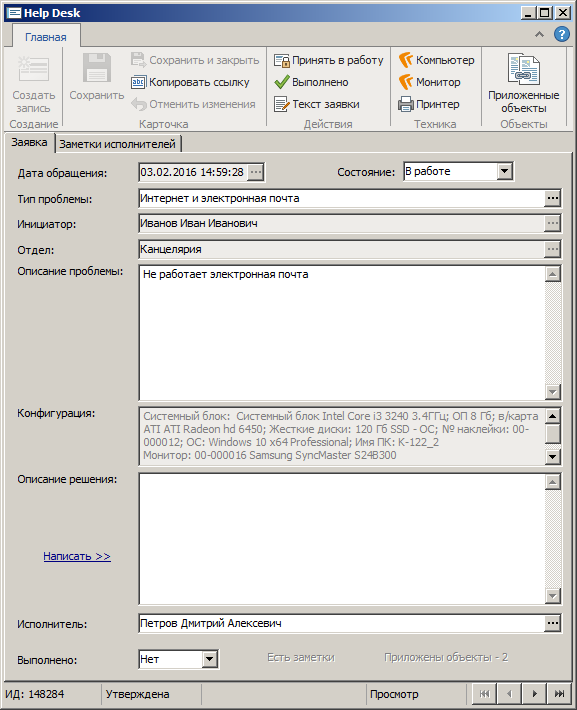 Help Desk
Главная
Создать запись
Сохранить
Сохранить и закрыть
Копировать ссылку
Отменить изменения
Принять в работу
Выполнено
Текст заявки
Компьютер
Монитор
Принтер
Приложенные объекты
Создание
Карточка
Действия
Техника
Объекты
Заявка
Заметки исполнителей
Дата обращения: 03.02.2016 14:59:28
Состояние: В работе
Тип проблемы: Интернет и электронная почта
Инициатор: Иванов Иван Иванович
Отдел: Канцелярия
Описание проблемы: Не работает электронная почта
Конфигурация: Системный блок: Системный блок Intel Core i3 3240 3.4ГГц; ОП 8 Гб; в/карта
ATI ATI Radeon hd 6450; Жесткие диски: 120 Гб SSD - ОС; № наклейки: 00-
000012; ОС: Windows 10 x64 Professional; Имя ПК: K-122_2
Монитор: 00-000016 Samsung SyncMaster S24B300
Описание решения:
Написать >>
Исполнитель: Петров Дмитрий Алексевич
Выполнено: Нет
Есть заметки
Приложены объекты - 2
ИД: 148284
Утверждена
Просмотр